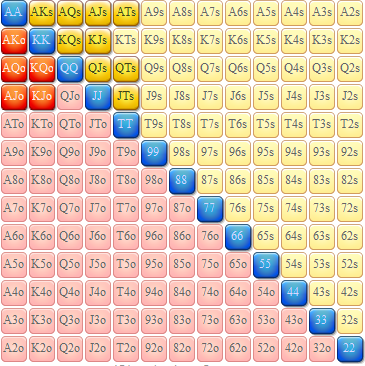 AA AKs AQs AJs ATs A9s A8s A7s A6s A5s A4s A3s A2s
AKo KK KQs KJs KTs K9s K8s K7s K6s K5s K4s K3s K2s
AQo KQo QQ QJs QTs Q9s Q8s Q7s Q6s Q5s Q4s Q3s Q2s
AJo KJo QJo JJ JTs J9s J8s J7s J6s J5s J4s J3s J2s
ATo KTo QTo JTo TT T9s T8s T7s T6s T5s T4s T3s T2s
A9o K9o Q9o J9o T9o 99 98s 97s 96s 95s 94s 93s 92s
A8o K8o Q8o J8o T8o 98o 88 87s 86s 85s 84s 83s 82s
A7o K7o Q7o J7o T7o 97o 87o 77 76s 75s 74s 73s 72s
A6o K6o Q6o J6o T6o 96o 86o 76o 66 65s 64s 63s 62s
A5o K5o Q5o J5o T5o 95o 85o 75o 65o 55 54s 53s 52s
A4o K4o Q4o J4o T4o 94o 84o 74o 64o 54o 44 43s 42s
A3o K3o Q3o J3o T3o 93o 83o 73o 63o 53o 43o 33 32s
A2o K2o Q2o J2o T2o 92o 82o 72o 62o 52o 42o 32o 22